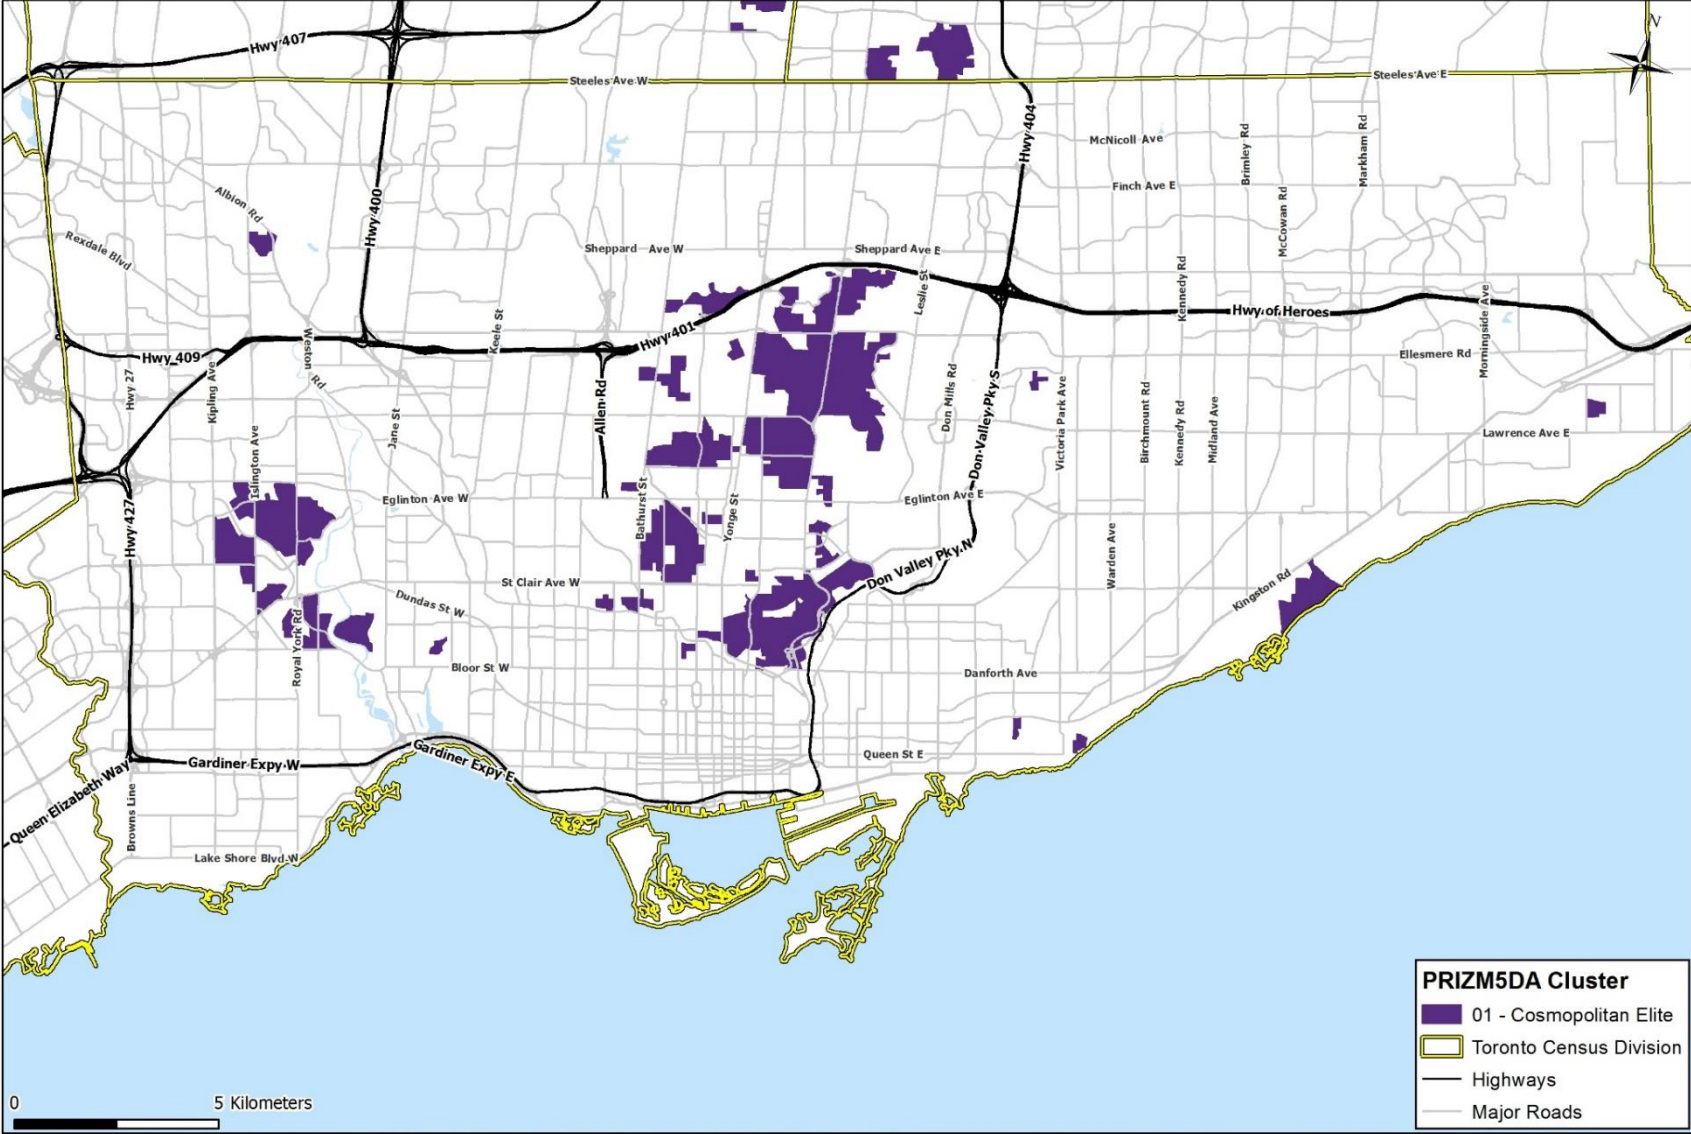 N
Hwy 407
Steeles Ave W
Steeles Ave E
Hwy 404
McNicoll Ave
Brimley Rd
Markham Rd
Finch Ave E
Hwy 400
Albion Rd
McCowan Rd
Rexdale Blvd
Sheppard Ave W
Sheppard Ave E
Leslie St
Kennedy Rd
Morningside Ave
Hwy of Heroes
Keele St
Hwy 401
Weston Rd
Hwy 409
Ellesmere Rd
Hwy 27
Kipling Ave
Allen Rd
Don Mills Rd
Don Valley Pky S
Victoria Park Ave
Birchmount Rd
Kennedy Rd
Midland Ave
Jane St
Lawrence Ave E
Islington Ave
Eglinton Ave W
Eglinton Ave E
Bathurst St
Yonge St
Hwy 427
Warden Ave
Don Valley Pky N
St Clair Ave W
Kingston Rd
Dundas St W
Royal York Rd
Bloor St W
Danforth Ave
Gardiner Expy W
Gardiner Expy E
Queen St E
Queen Elizabeth Way
Browns Line
Lake Shore Blvd W
PRIZM5DA Cluster
01 - Cosmopolitan Elite
Toronto Census Division
Highways
Major Roads
0 5 Kilometers